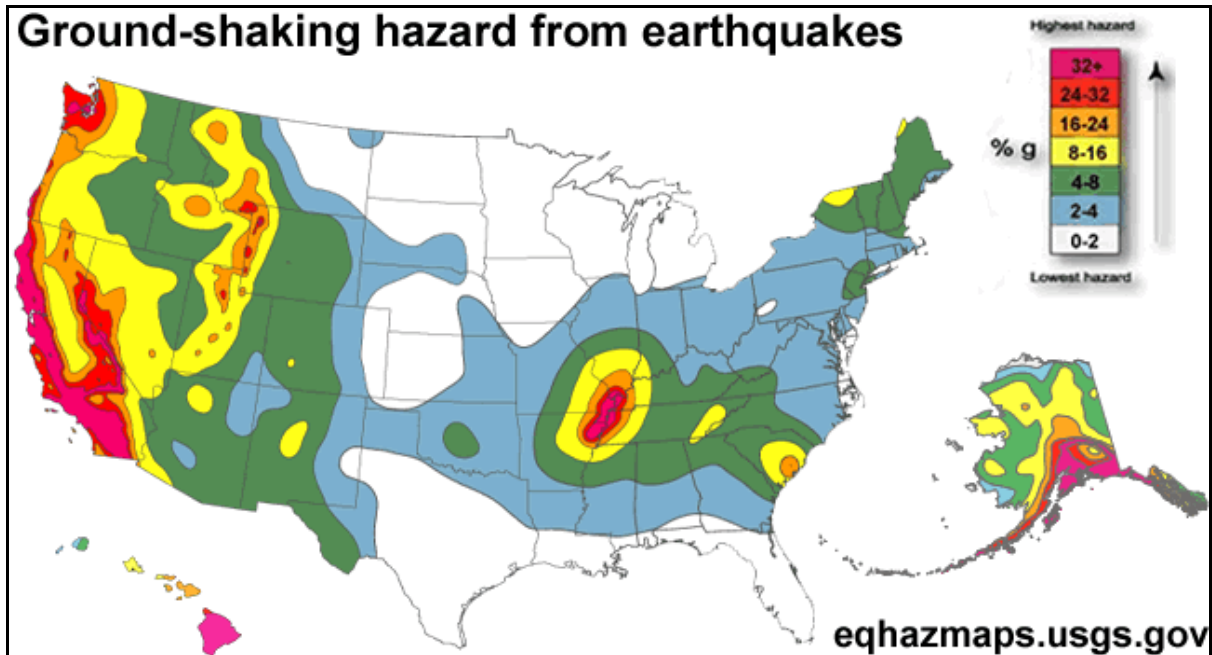 Ground-shaking hazard from earthquakes
Highest hazard
32+
24-32
16-24
% g
8-16
4-8
2-4
0-2
Lowest hazard
eqhazmaps.usgs.gov